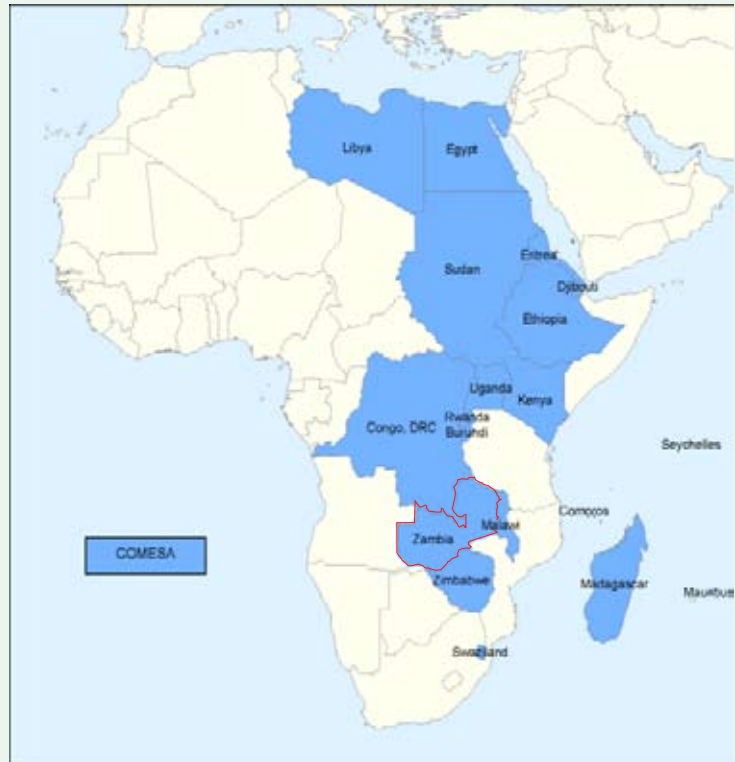 Libya
Egypt
Sudan
Eritrea
Djibouti
Ethiopia
Uganda
Kenya
Congo, DRC
Rwanda
Burundi
Seychelles
Comoros
Malawi
Zambia
COMESA
Zimbabwe
Madagascar
Mauritius
Swaziland